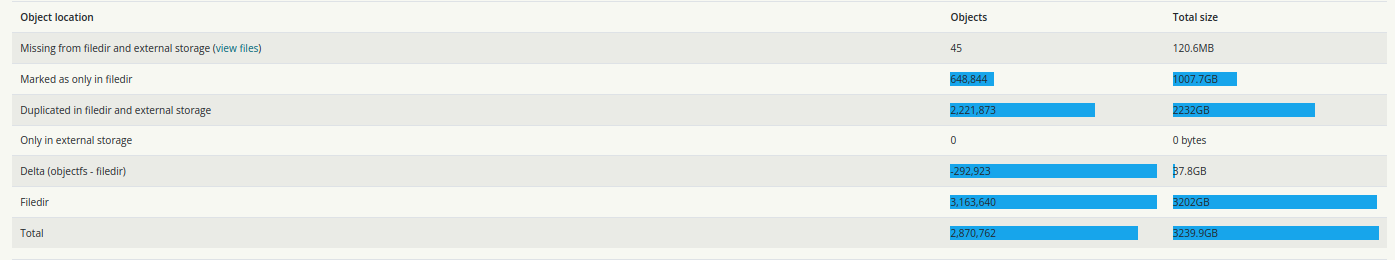 Object location Objects Total size
Missing from filedir and external storage (view files) 45 120.6MB
Marked as only in filedir 648,844 1007.7GB
Duplicated in filedir and external storage 2,221,873 2232GB
Only in external storage 0 0 bytes
Delta (objectfs - filedir) -292,923 37.8GB
Filedir 3,163,640 3202GB
Total 2,870,762 3239.9GB